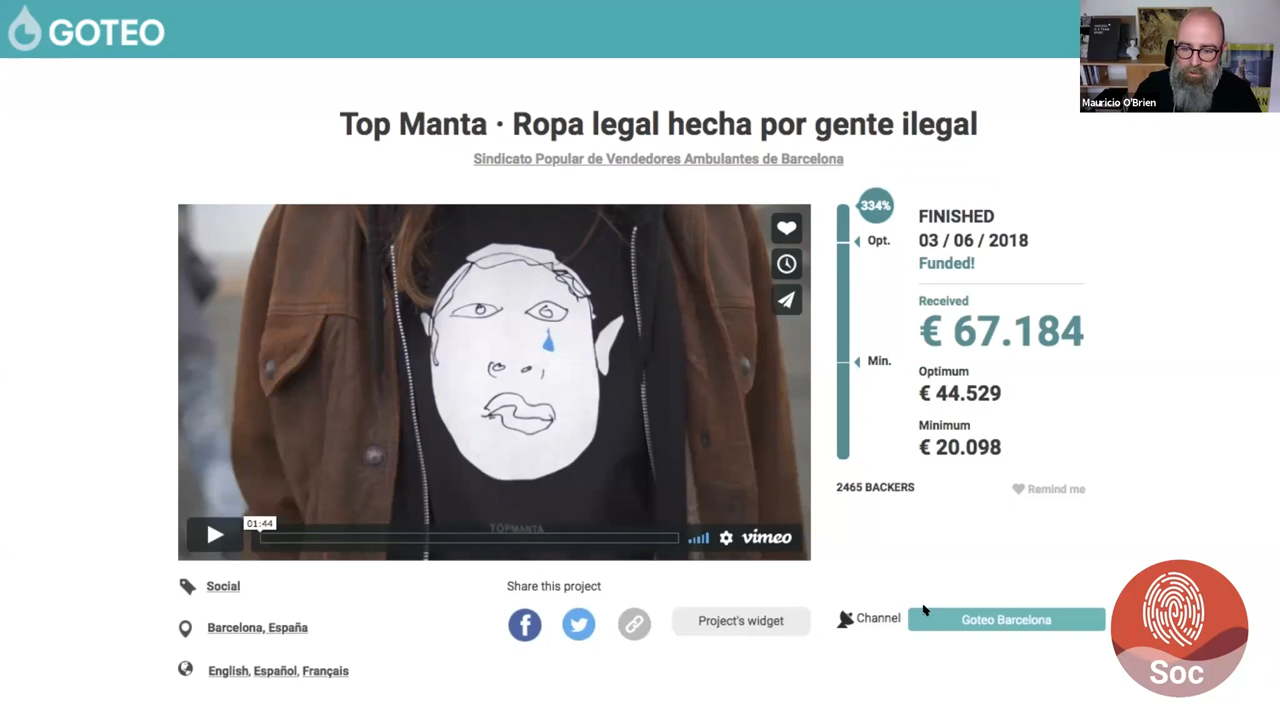 GOTEO
Mauricio O'Brien
Top Manta · Ropa legal hecha por gente ilegal
Sindicato Popular de Vendedores Ambulantes de Barcelona
334%
Opt.
Min.
FINISHED
03 / 06 / 2018
Funded!
Received
€ 67.184
Optimum
€ 44.529
Minimum
€ 20.098
2465 BACKERS
Remind me
TOPMANTA
01:44
vimeo
Social
Barcelona, España
English, Español, Français
Share this project
Project's widget
Channel
Goteo Barcelona
Soc